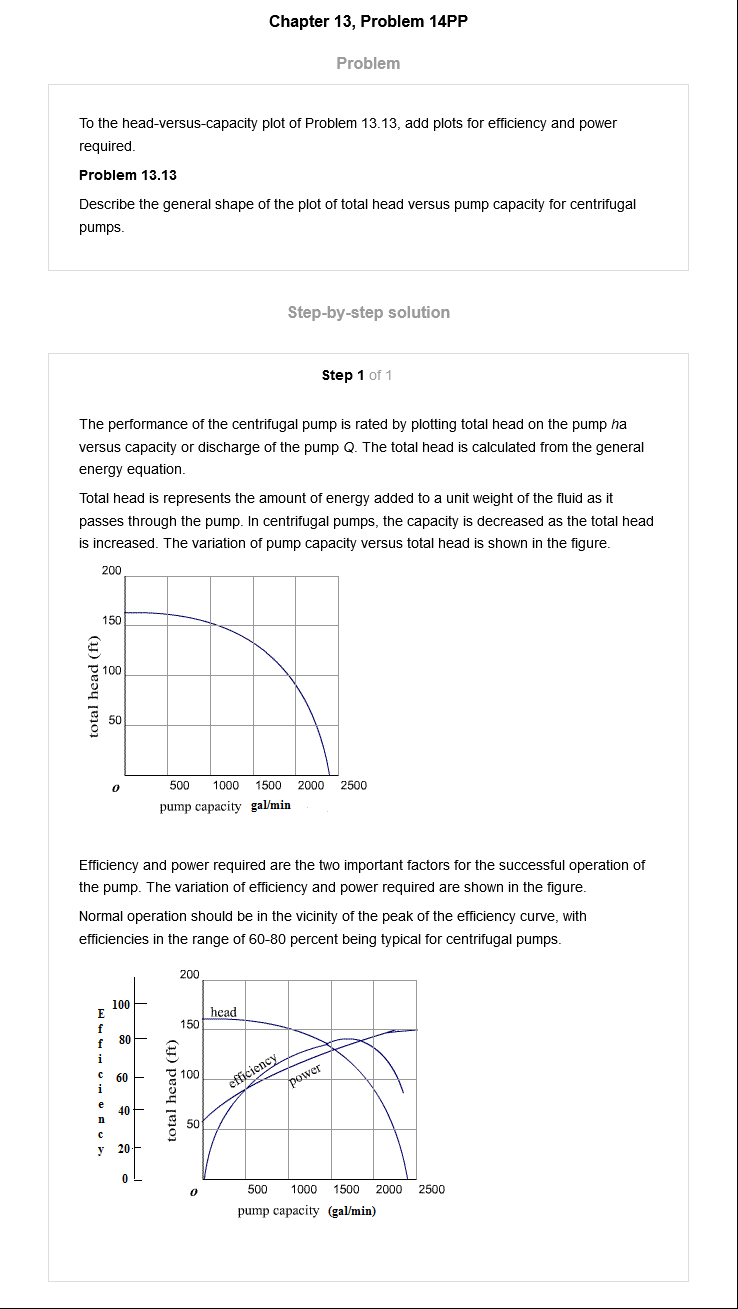 Chapter 13, Problem 14PP
Problem
To the head-versus-capacity plot of Problem 13.13, add plots for efficiency and power
required.
Problem 13.13
Describe the general shape of the plot of total head versus pump capacity for centrifugal
pumps.
Step-by-step solution
Step 1 of 1
The performance of the centrifugal pump is rated by plotting total head on the pump ha
versus capacity or discharge of the pump Q. The total head is calculated from the general
energy equation.
Total head is represents the amount of energy added to a unit weight of the fluid as it
passes through the pump. In centrifugal pumps, the capacity is decreased as the total head
is increased. The variation of pump capacity versus total head is shown in the figure.
200
150
100
50
total head (ft)
o
500 1000 1500 2000 2500
pump capacity gal/min
Efficiency and power required are the two important factors for the successful operation of
the pump. The variation of efficiency and power required are shown in the figure.
Normal operation should be in the vicinity of the peak of the efficiency curve, with
efficiencies in the range of 60-80 percent being typical for centrifugal pumps.
Efficiency
100
80
60
40
20
0
200
150
100
50
total head (ft)
head
efficiency
power
o
500 1000 1500 2000 2500
pump capacity (gal/min)